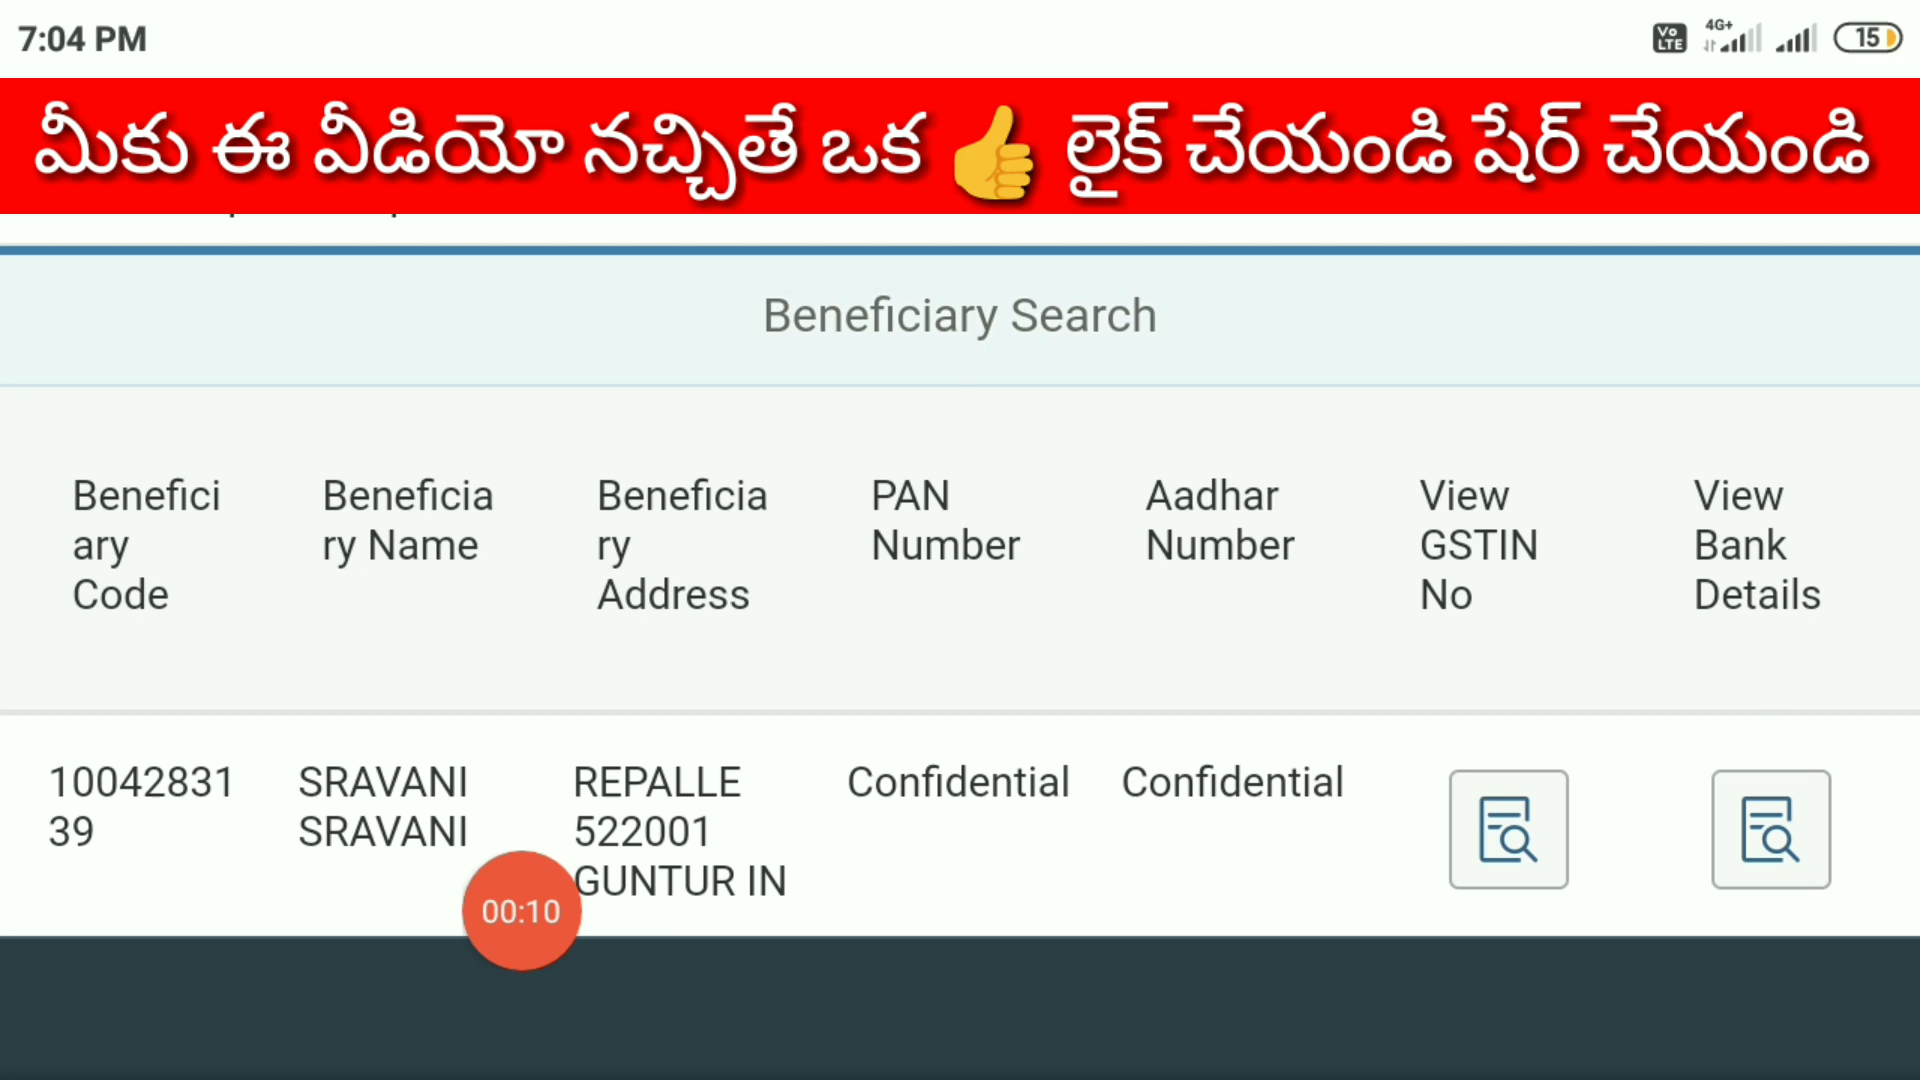 7:04 PM
Vo LTE 4G+ 15
మీకు ఈ వీడియో నచ్చితే ఒక 👍 లైక్ చేయండి షేర్ చేయండి
Beneficiary Search
Benefici
ary
Code
Beneficia
ry Name
Beneficia
ry
Address
PAN
Number
Aadhar
Number
View
GSTIN
No
View
Bank
Details
10042831
39
SRAVANI
SRAVANI
REPALLE
522001
GUNTUR IN
Confidential
Confidential
00:10